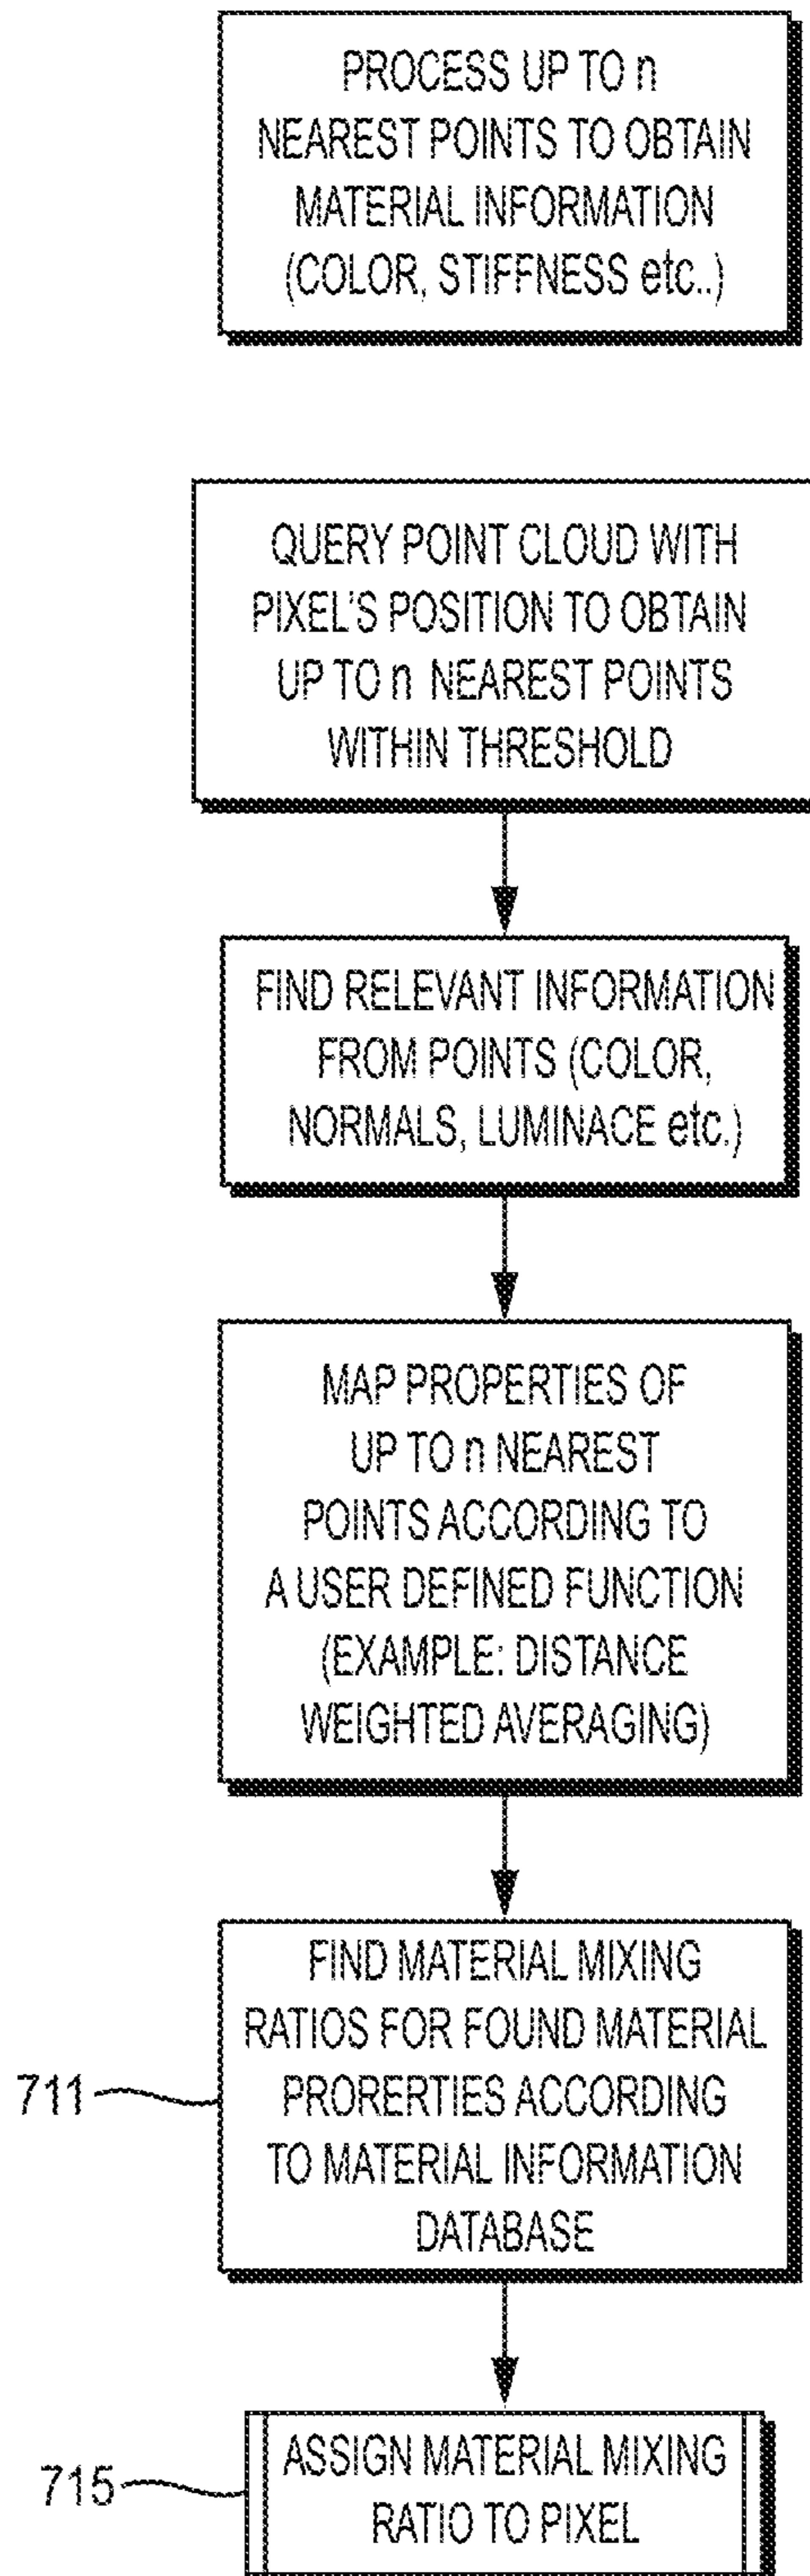 PROCESS UP TO n
NEAREST POINTS TO OBTAIN
MATERIAL INFORMATION
(COLOR, STIFFNESS etc..)
QUERY POINT CLOUD WITH
PIXEL'S POSITION TO OBTAIN
UP TO n NEAREST POINTS
WITHIN THRESHOLD
FIND RELEVANT INFORMATION
FROM POINTS (COLOR,
NORMALS, LUMINACE etc.)
MAP PROPERTIES OF
UP TO n NEAREST
POINTS ACCORDING TO
A USER DEFINED FUNCTION
(EXAMPLE: DISTANCE
WEIGHTED AVERAGING)
FIND MATERIAL MIXING
RATIOS FOR FOUND MATERIAL
711
PRORERTIES ACCORDING
TO MATERIAL INFORMATION
DATABASE
715
ASSIGN MATERIAL MIXING
RATIO TO PIXEL